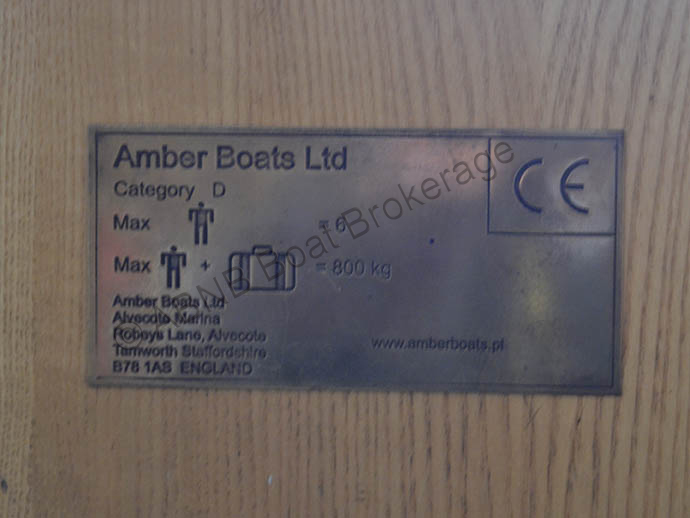 Amber Boats Ltd
CE
Category D
Max = 6
Max + = 800 kg
Amber Boats Ltd
Alvecote Marina
Robeys Lane, Alvecote
Tamworth Staffordshire
B78 1AS ENGLAND
www.amberboats.pl
Boat Brokerage